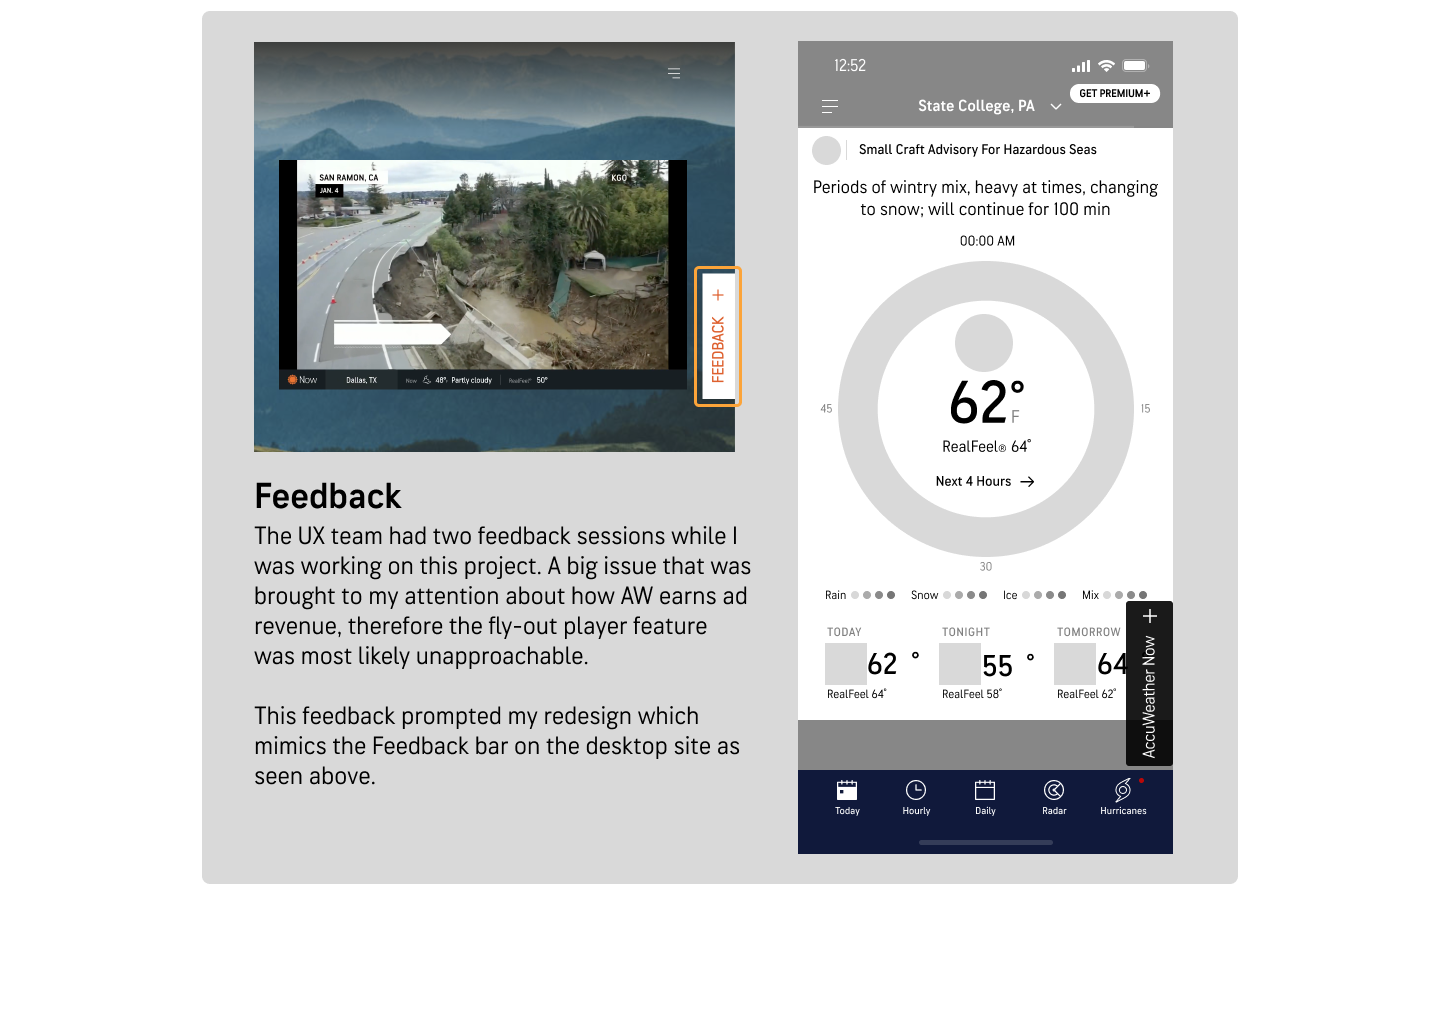 SAN RAMON, CA
JAN. 4
KGO
FEEDBACK +
Now
Dallas, TX
Now
48° Partly cloudy
RealFeel® 50°
Feedback
The UX team had two feedback sessions while I
was working on this project. A big issue that was
brought to my attention about how AW earns ad
revenue, therefore the fly-out player feature
was most likely unapproachable.
This feedback prompted my redesign which
mimics the Feedback bar on the desktop site as
seen above.
12:52
GET PREMIUM+
State College, PA
Small Craft Advisory For Hazardous Seas
Periods of wintry mix, heavy at times, changing
to snow; will continue for 100 min
00:00 AM
62° F
45
15
RealFeel® 64°
Next 4 Hours →
30
Rain Snow Ice Mix
TODAY TONIGHT TOMORROW
62 ° 55 ° 64
RealFeel 64° RealFeel 58° RealFeel 62°
AccuWeather Now +
Today Hourly Daily Radar Hurricanes